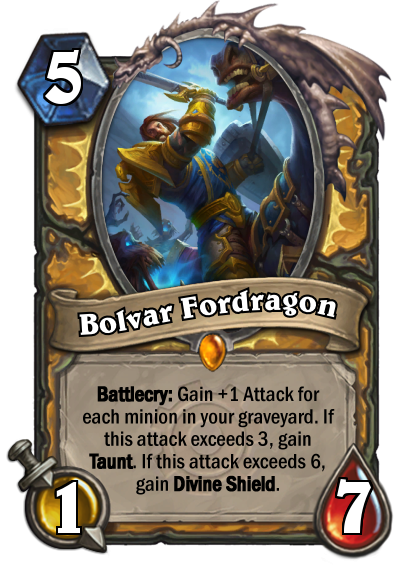 5
Bolvar Fordragon
Battlecry: Gain +1 Attack for
each minion in your graveyard. If
this attack exceeds 3, gain
Taunt. If this attack exceeds 6,
gain Divine Shield.
1
7